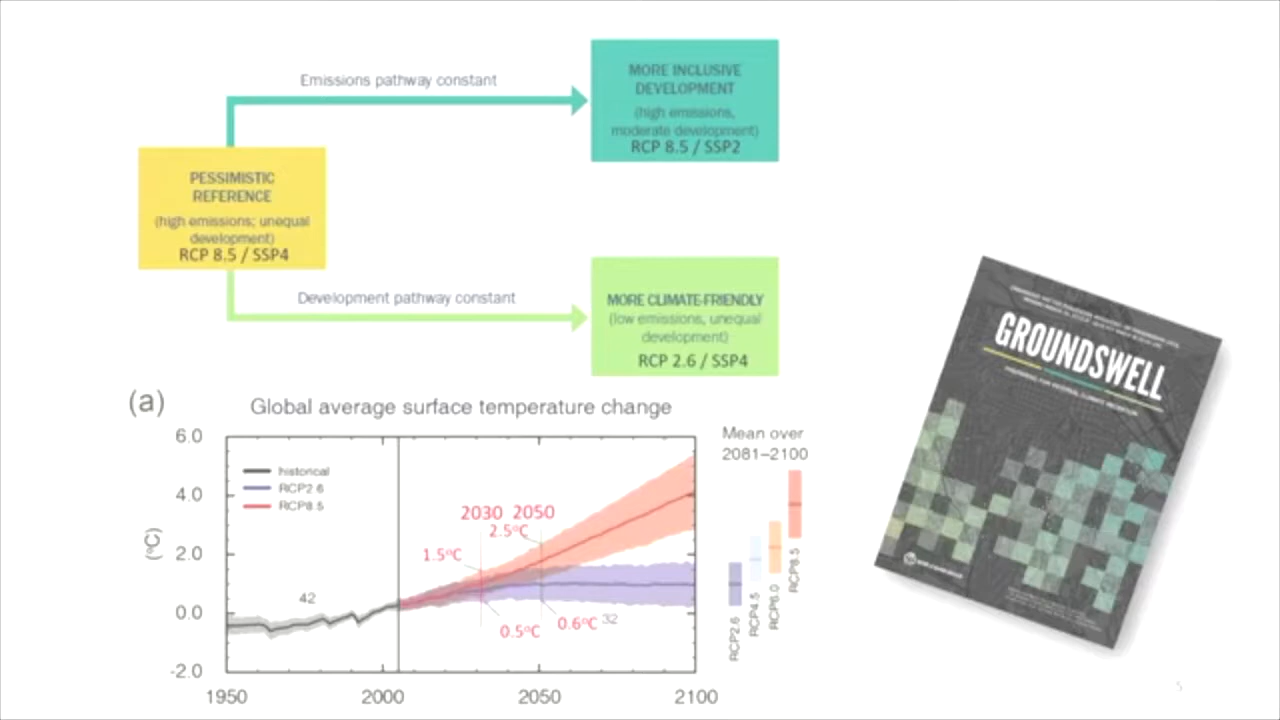 Emissions pathway constant
MORE INCLUSIVE
DEVELOPMENT
(high emissions,
moderate development)
RCP 8.5 / SSP2
PESSIMISTIC
REFERENCE
(high emissions; unequal
development)
RCP 8.5 / SSP4
Development pathway constant
MORE CLIMATE-FRIENDLY
(low emissions, unequal
development)
RCP 2.6 / SSP4
GROUNDSWELL
(a)
Global average surface temperature change
Mean over
2081–2100
(°C)
6.0
4.0
2.0
0.0
-2.0
historical
RCP2.6
RCP8.5
2030 2050
2.5°C
1.5°C
42
0.5°C
0.6°C 32
1950
2000
2050
2100
RCP2.6
RCP4.5
RCP6.0
RCP8.5
5